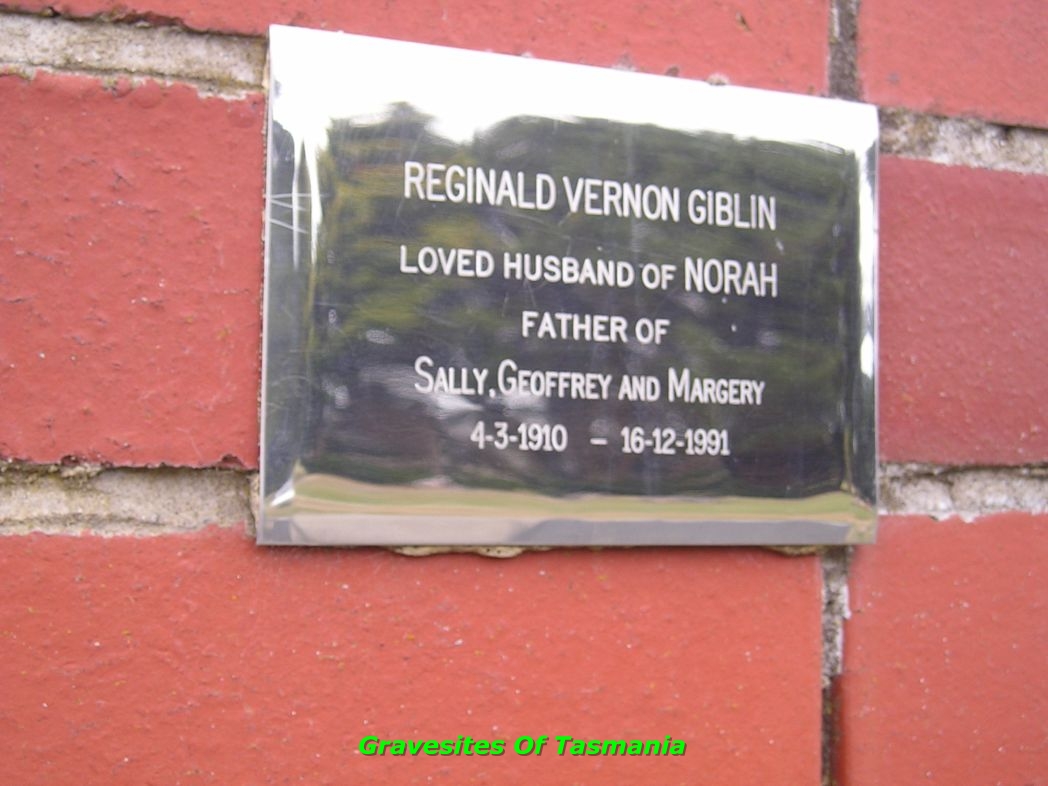 REGINALD VERNON GIBLIN
LOVED HUSBAND OF NORAH
FATHER OF
SALLY, GEOFFREY AND MARGERY
4-3-1910 – 16-12-1991
Gravesites Of Tasmania